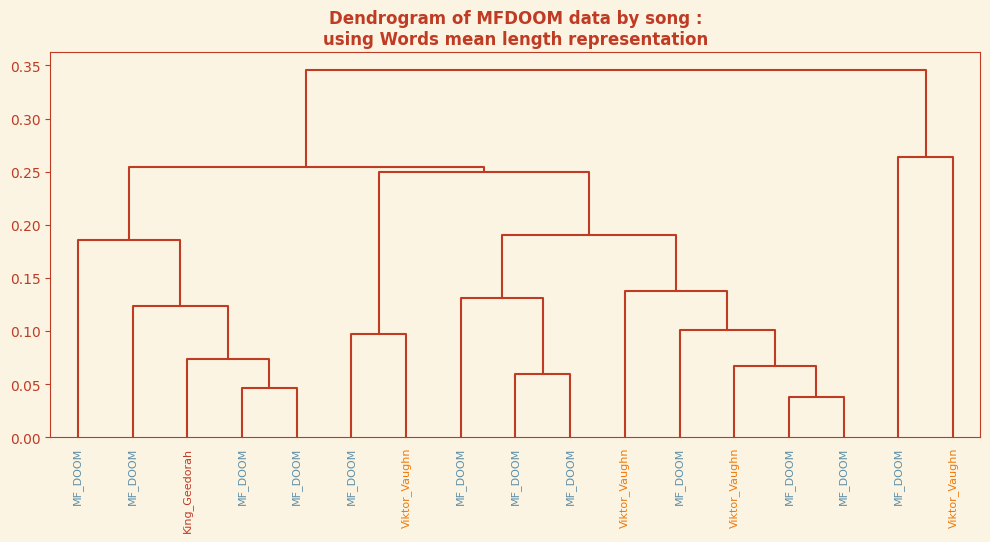 Dendrogram of MFDOOM data by song :
using Words mean length representation
0.35
0.30
0.25
0.20
0.15
0.10
0.05
0.00
MF_DOOM
MF_DOOM
King_Geedorah
MF_DOOM
MF_DOOM
MF_DOOM
Viktor_Vaughn
MF_DOOM
MF_DOOM
MF_DOOM
Viktor_Vaughn
MF_DOOM
Viktor_Vaughn
MF_DOOM
MF_DOOM
MF_DOOM
Viktor_Vaughn